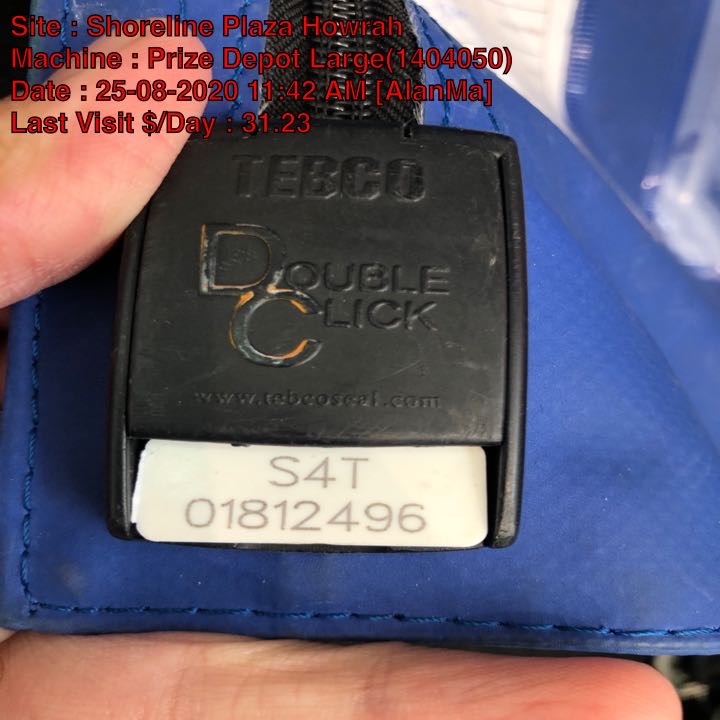 Site : Shoreline Plaza Howrah
Machine : Prize Depot Large(1404050)
Date : 25-08-2020 11:42 AM [AlanMa]
Last Visit $/Day : 31.23
TEBCO
DOUBLE
CLICK
www.tebcoseal.com
S4T
01812496